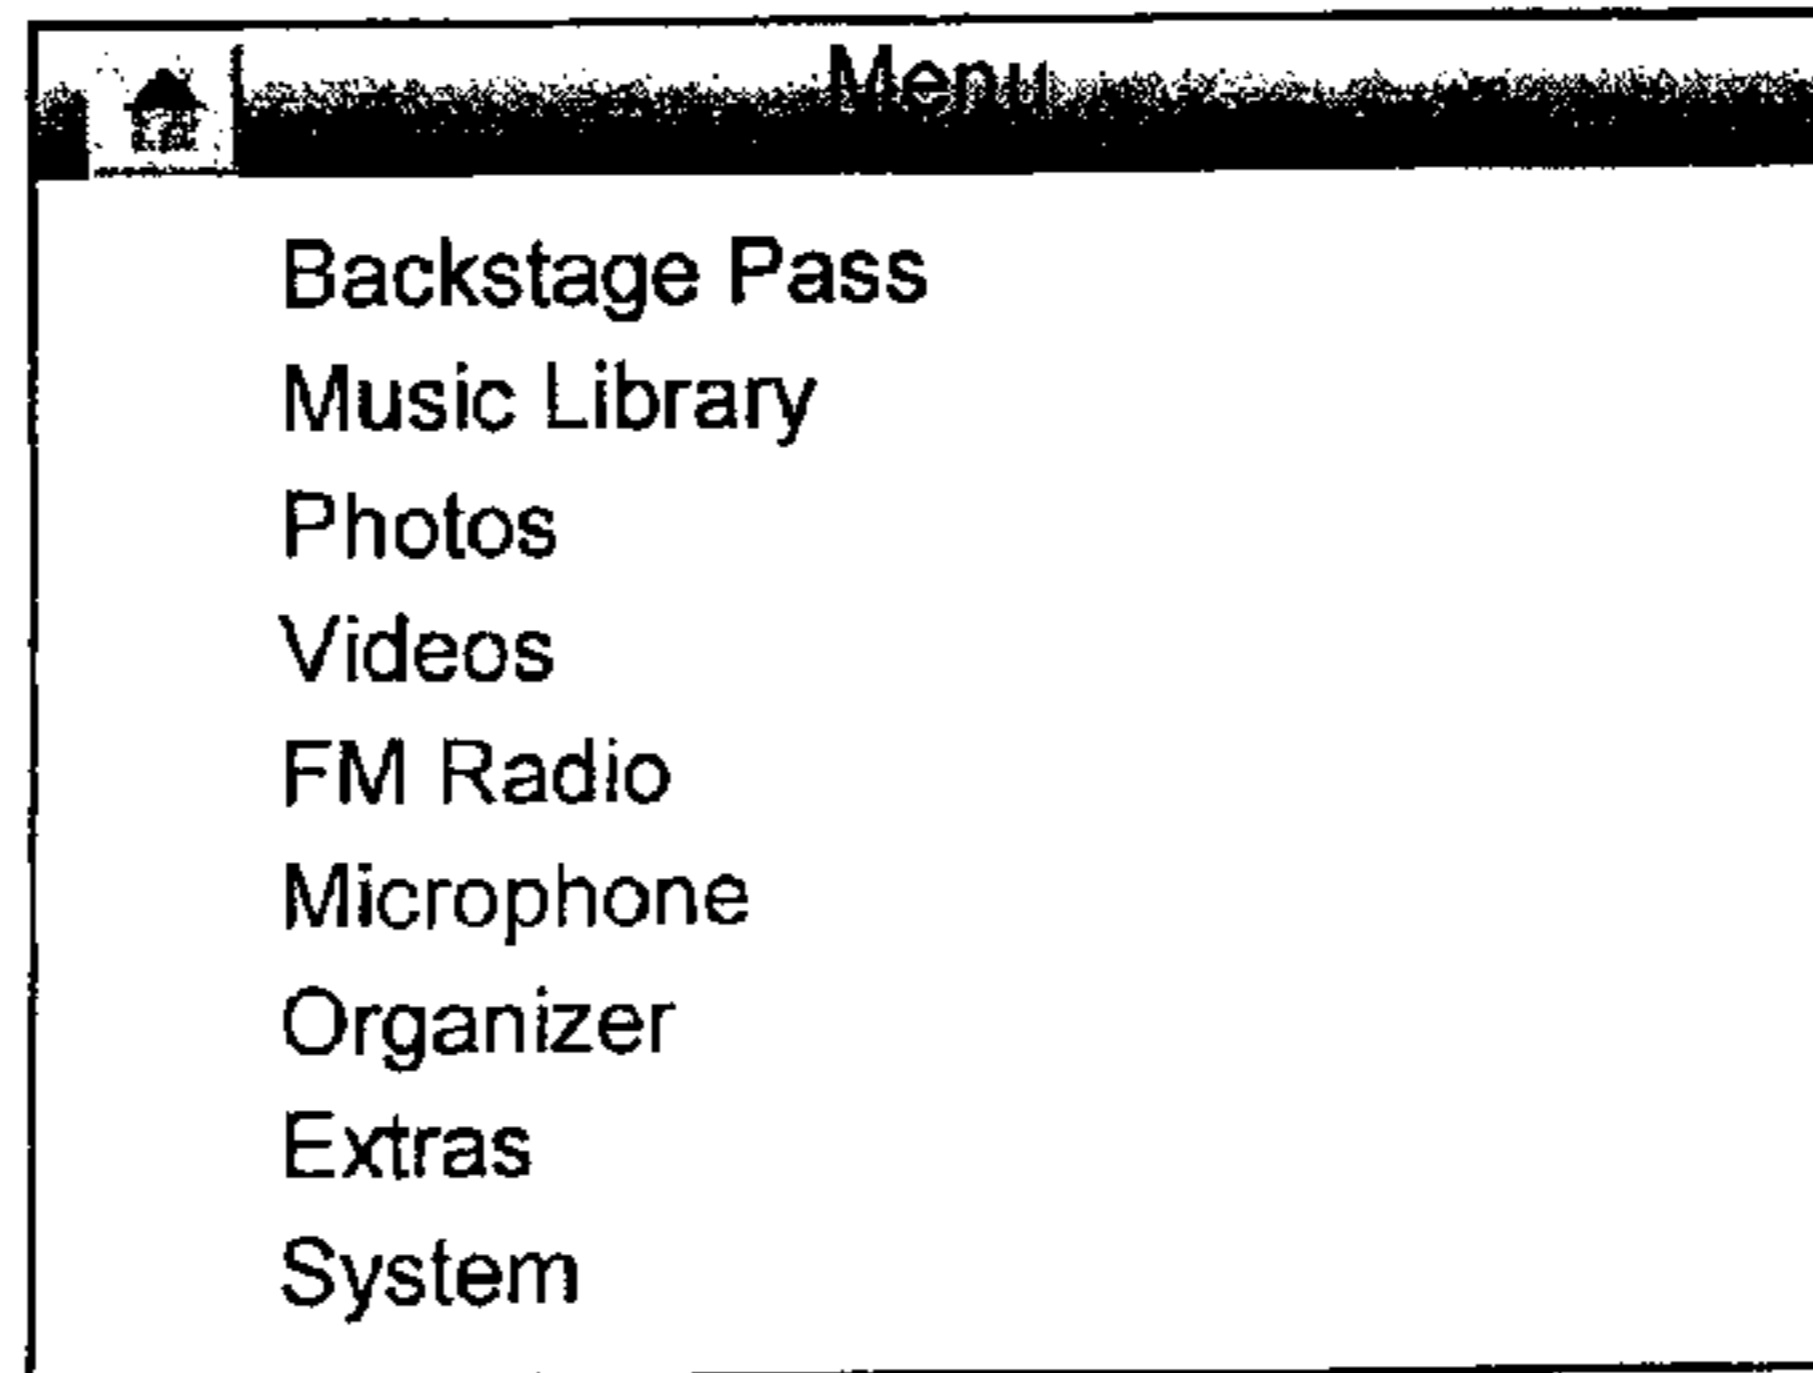 Menu
Backstage Pass
Music Library
Photos
Videos
FM Radio
Microphone
Organizer
Extras
System